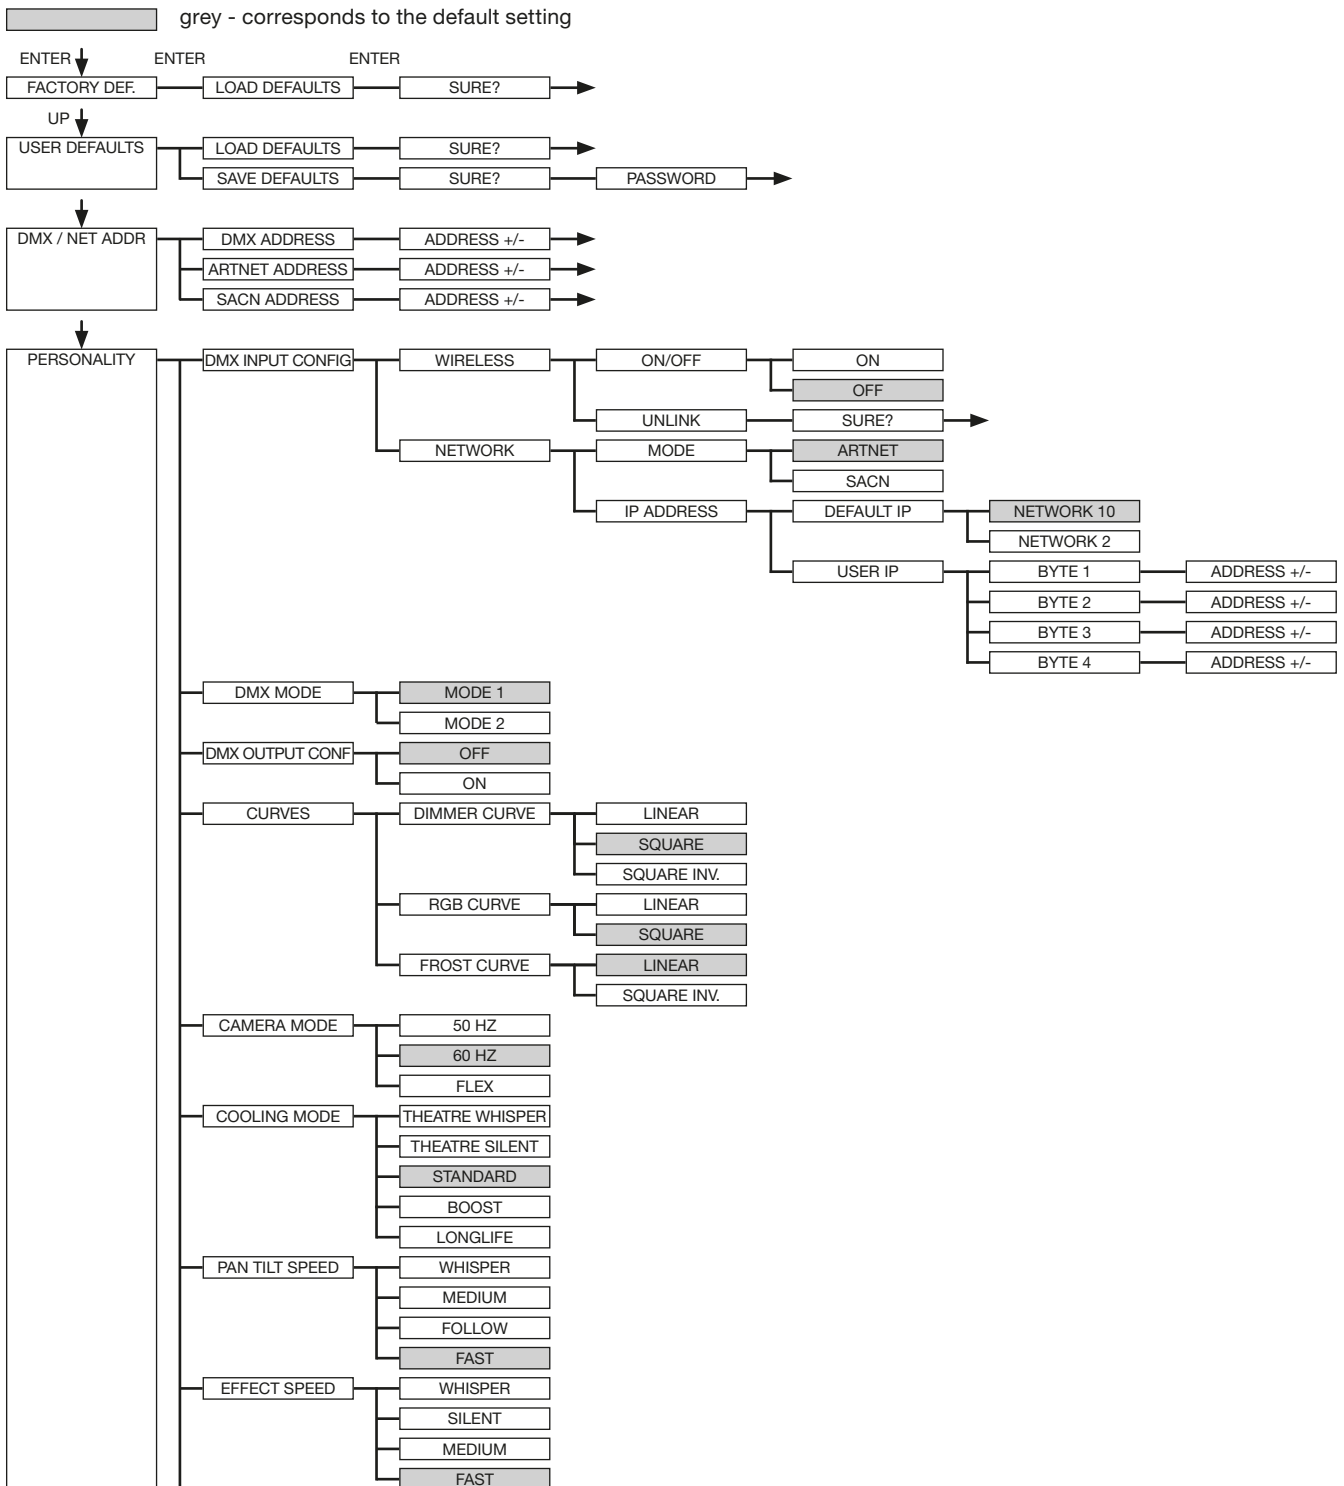 grey - corresponds to the default setting
ENTER ENTER ENTER
FACTORY DEF. LOAD DEFAULTS SURE?
UP
USER DEFAULTS LOAD DEFAULTS SURE?
SAVE DEFAULTS SURE? PASSWORD
DMX / NET ADDR DMX ADDRESS ADDRESS +/-
ARTNET ADDRESS ADDRESS +/-
SACN ADDRESS ADDRESS +/-
PERSONALITY DMX INPUT CONFIG WIRELESS ON/OFF ON
OFF
UNLINK SURE?
NETWORK MODE ARTNET
SACN
IP ADDRESS DEFAULT IP NETWORK 10
NETWORK 2
USER IP BYTE 1 ADDRESS +/-
BYTE 2 ADDRESS +/-
BYTE 3 ADDRESS +/-
BYTE 4 ADDRESS +/-
DMX MODE MODE 1
MODE 2
DMX OUTPUT CONF OFF
ON
CURVES DIMMER CURVE LINEAR
SQUARE
SQUARE INV.
RGB CURVE LINEAR
SQUARE
FROST CURVE LINEAR
SQUARE INV.
CAMERA MODE 50 HZ
60 HZ
FLEX
COOLING MODE THEATRE WHISPER
THEATRE SILENT
STANDARD
BOOST
LONGLIFE
PAN TILT SPEED WHISPER
MEDIUM
FOLLOW
FAST
EFFECT SPEED WHISPER
SILENT
MEDIUM
FAST